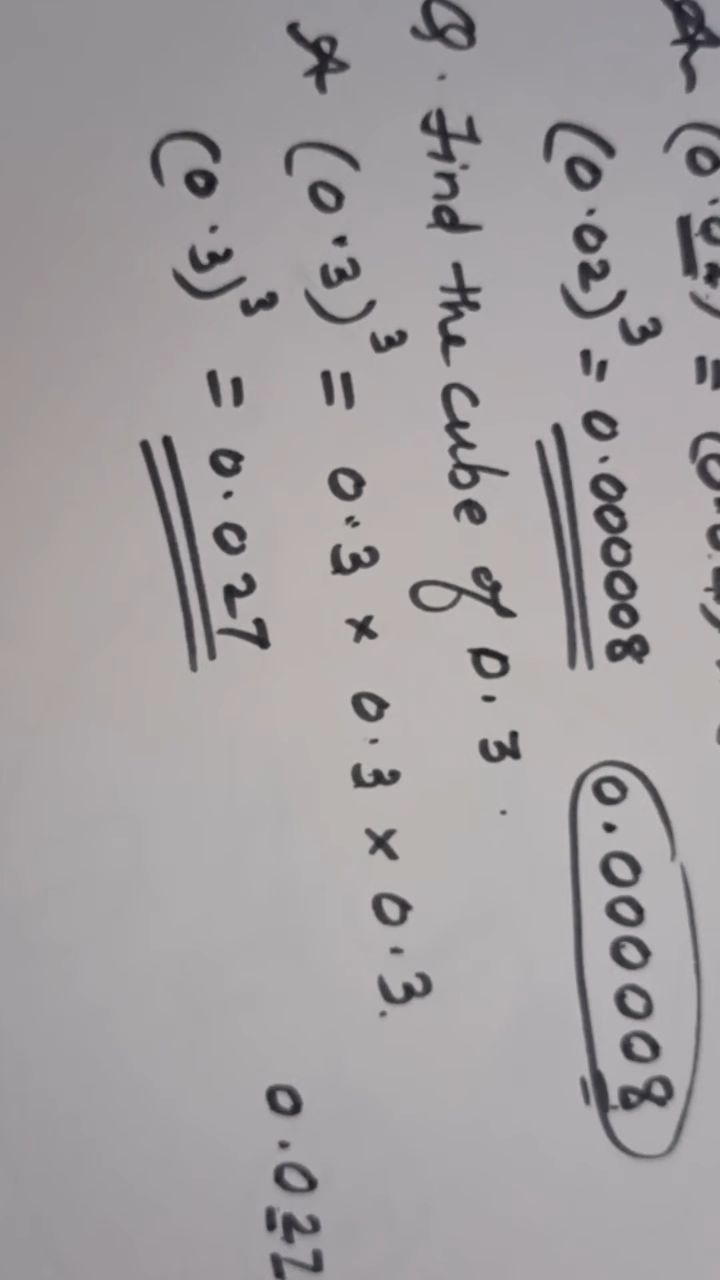 (0.02)³ = 0.000008
0.000008
Q. Find the cube of 0.3.
(0.3)³ = 0.3 x 0.3 x 0.3.
(0.3)³ = 0.027
0.027